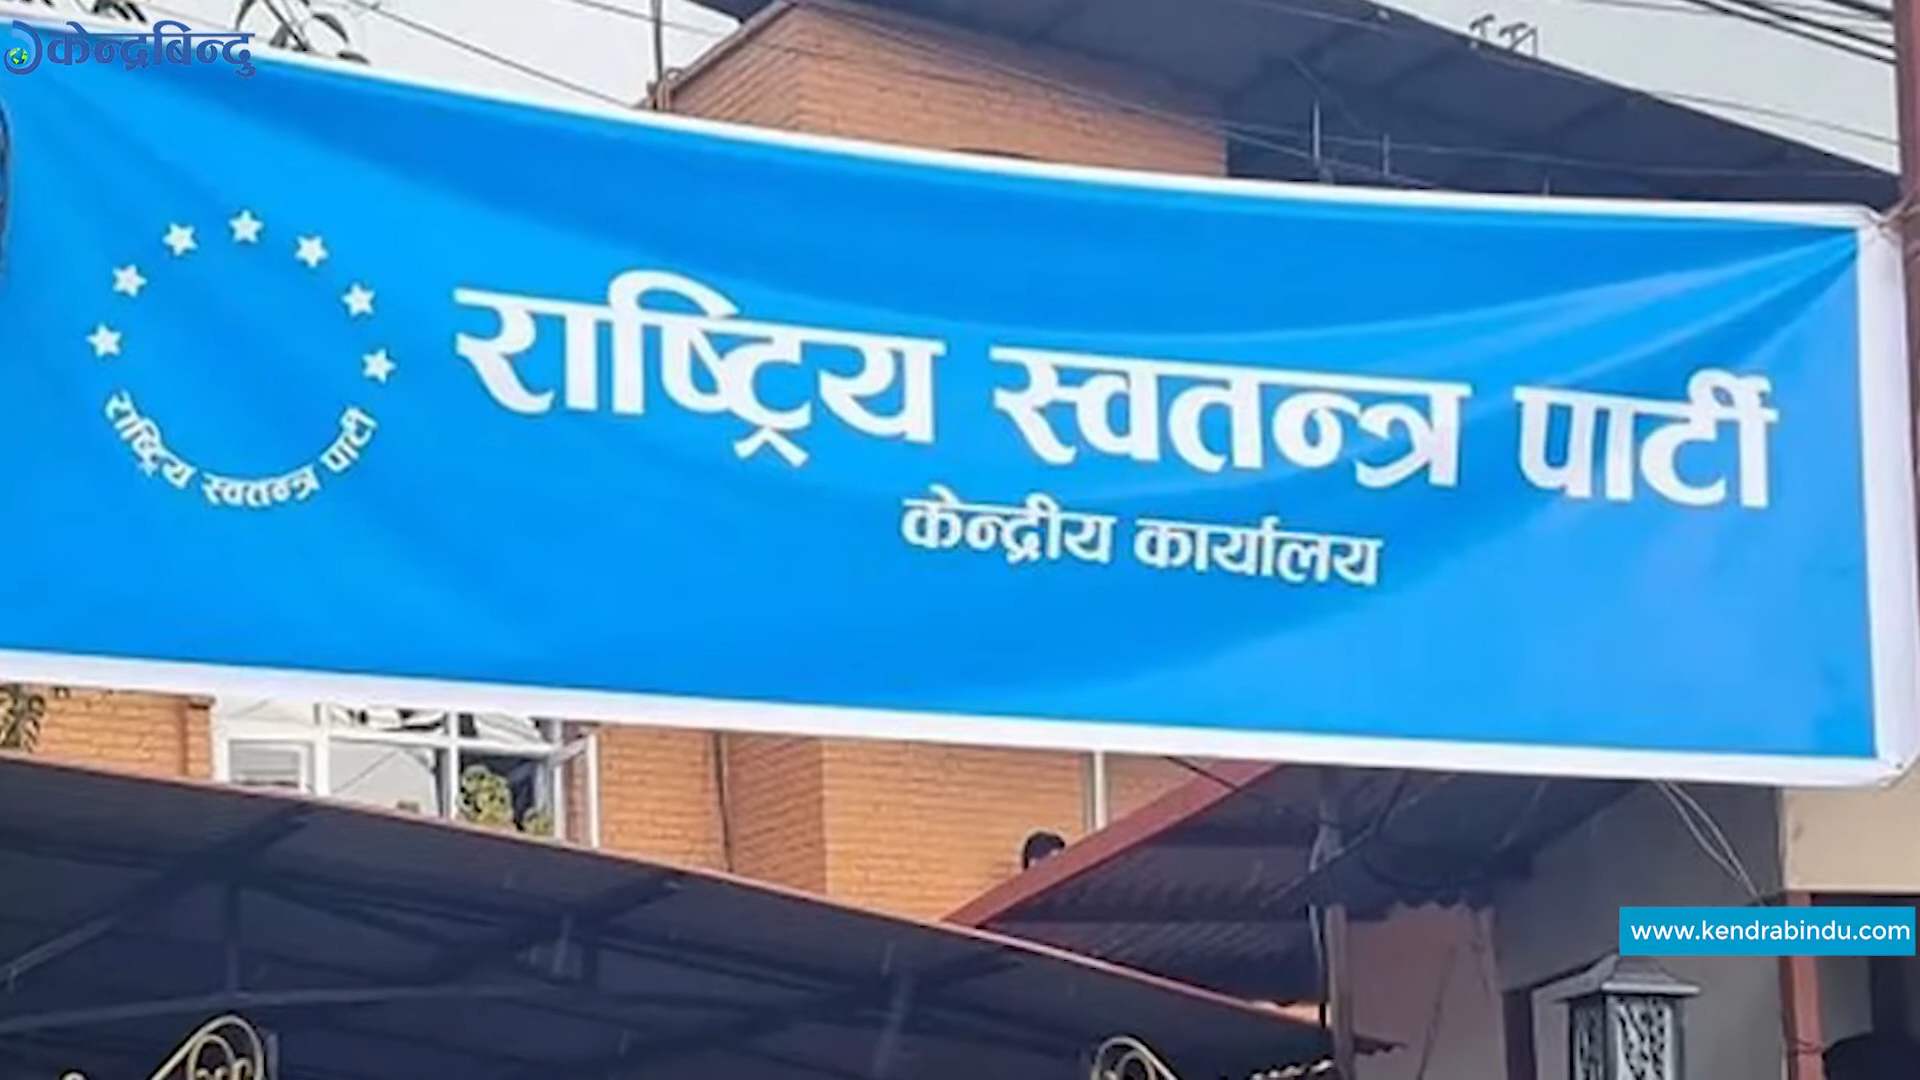 केन्द्रबिन्दु
राष्ट्रिय स्वतन्त्र पार्टी
राष्ट्रिय स्वतन्त्र पार्टी
केन्द्रीय कार्यालय
www.kendrabindu.com